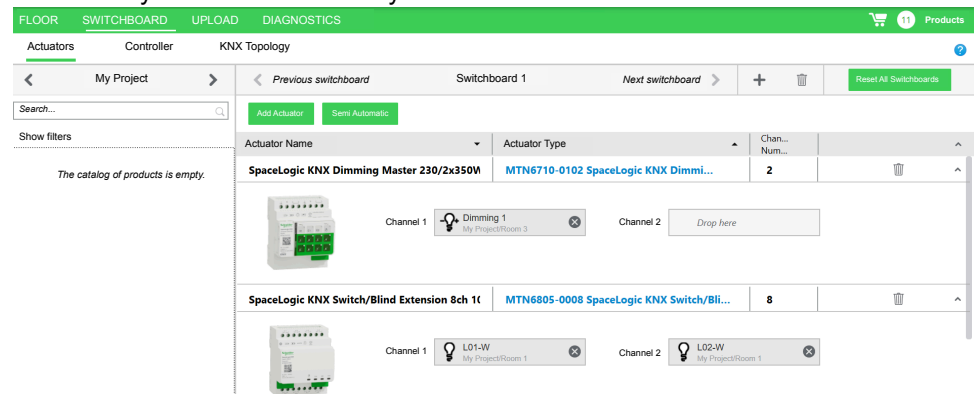 FLOOR SWITCHBOARD UPLOAD DIAGNOSTICS 11 Products
Actuators Controller KNX Topology ?
My Project Previous switchboard Switchboard 1 Next switchboard + Reset All Switchboards
Search...
Add Actuator Semi Automatic
Show filters
Actuator Name Actuator Type Chan...
Num...
The catalog of products is empty.
SpaceLogic KNX Dimming Master 230/2x350W MTN6710-0102 SpaceLogic KNX Dimmi... 2
Channel 1 Dimming 1
My Project/Room 3
Channel 2 Drop here
SpaceLogic KNX Switch/Blind Extension 8ch 10 MTN6805-0008 SpaceLogic KNX Switch/Bli... 8
Channel 1 L01-W
My Project/Room 1
Channel 2 L02-W
My Project/Room 1